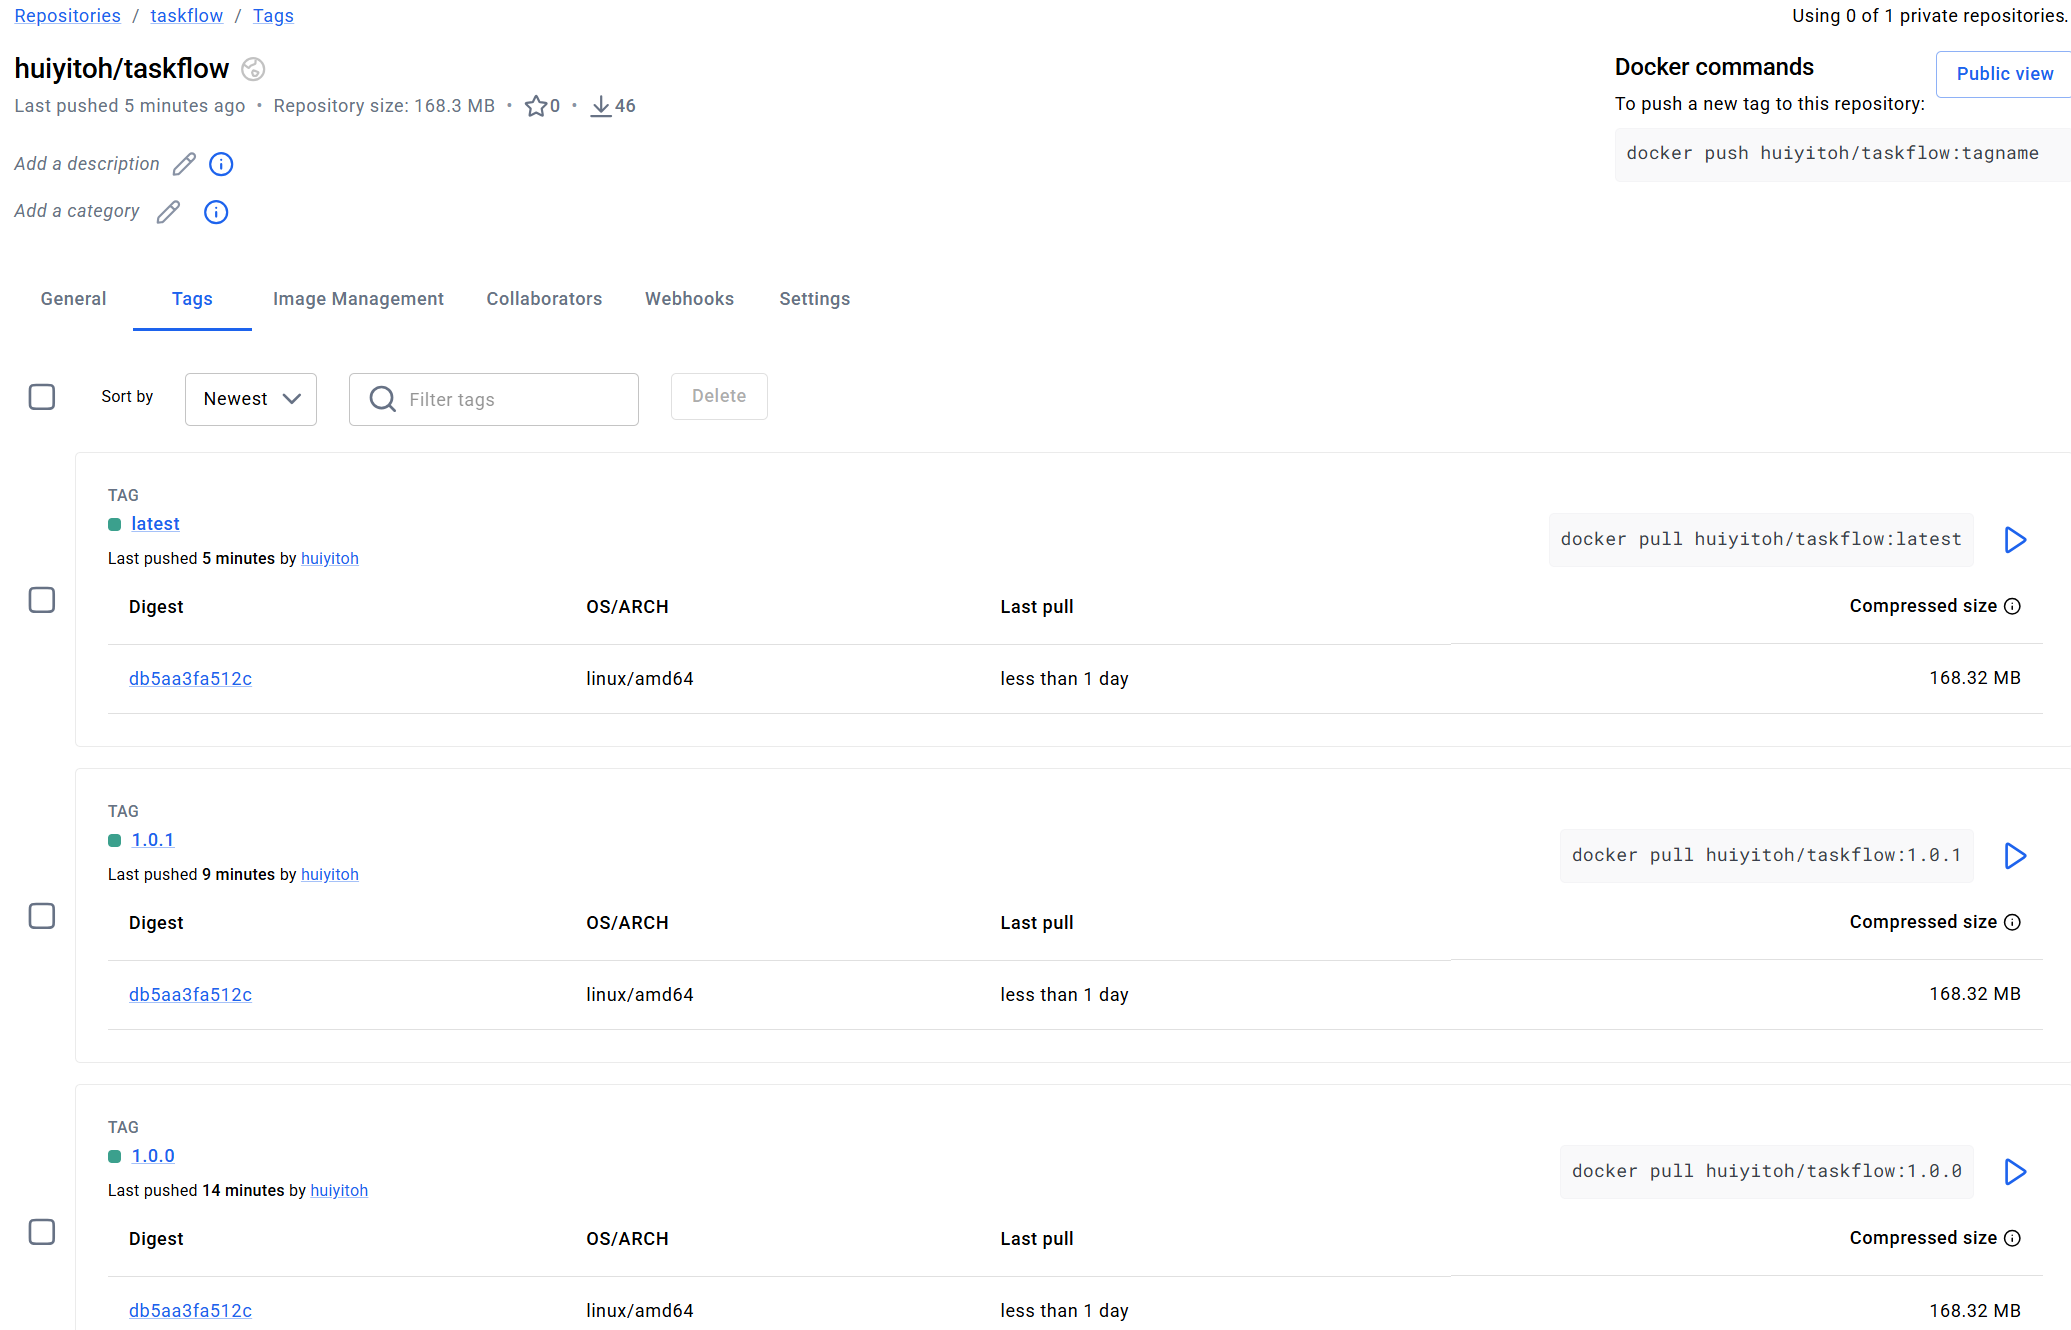 Repositories / taskflow / Tags
Using 0 of 1 private repositories.
huiyitoh/taskflow
Last pushed 5 minutes ago • Repository size: 168.3 MB • 0 • 46
Docker commands
Public view
To push a new tag to this repository:
docker push huiyitoh/taskflow:tagname
Add a description
Add a category
General Tags Image Management Collaborators Webhooks Settings
Sort by Newest Filter tags Delete
TAG
latest
docker pull huiyitoh/taskflow:latest
Last pushed 5 minutes by huiyitoh
Digest OS/ARCH Last pull Compressed size
db5aa3fa512c linux/amd64 less than 1 day 168.32 MB
TAG
1.0.1
docker pull huiyitoh/taskflow:1.0.1
Last pushed 9 minutes by huiyitoh
Digest OS/ARCH Last pull Compressed size
db5aa3fa512c linux/amd64 less than 1 day 168.32 MB
TAG
1.0.0
docker pull huiyitoh/taskflow:1.0.0
Last pushed 14 minutes by huiyitoh
Digest OS/ARCH Last pull Compressed size
db5aa3fa512c linux/amd64 less than 1 day 168.32 MB